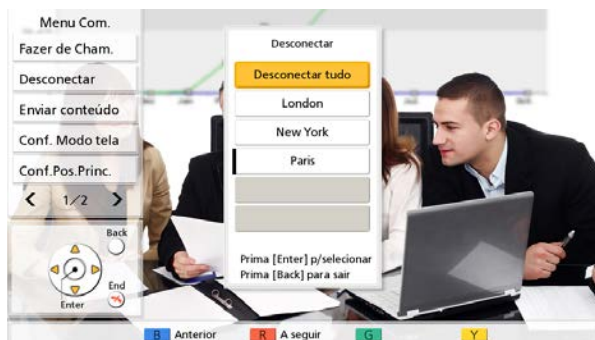 Menu Com.
Fazer de Cham.
Desconectar
Enviar conteúdo
Conf. Modo tela
Conf.Pos.Princ.
1/2
Back
End
Enter
Desconectar
Desconectar tudo
London
New York
Paris
Prima [Enter] p/selecionar
Prima [Back] para sair
B Anterior R A seguir G Y